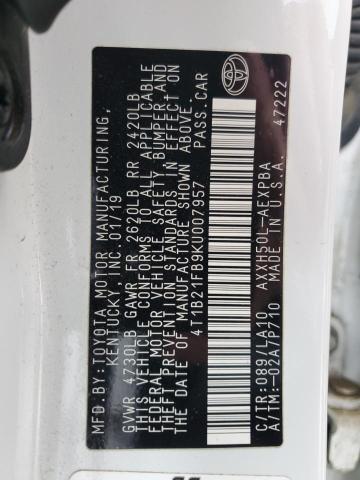 MFD.BY: TOYOTA MOTOR MANUFACTURING,
KENTUCKY, INC. 01/19
GVWR 4730LB GAWR FR 2620LB RR 2420LB
THIS VEHICLE CONFORMS TO ALL APPLICABLE
FEDERAL MOTOR VEHICLE SAFETY, BUMPER, AND
THEFT PREVENTION STANDARDS IN EFFECT ON
THE DATE OF MANUFACTURE SHOWN ABOVE.
4T1B21FB9KU007957 PASS.CAR
C/TR:089/LA10 AXXH50L-AEXPBA
A/TM:-02A/P710 U.S.A. 47222